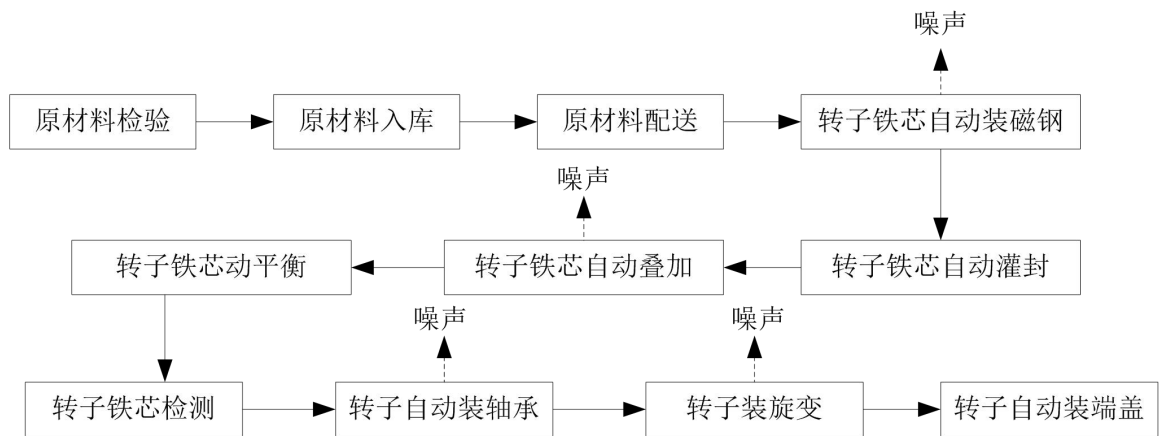 噪声
原材料检验
原材料入库
原材料配送
转子铁芯自动装磁钢
噪声
转子铁芯动平衡
转子铁芯自动叠加
转子铁芯自动灌封
噪声
噪声
转子铁芯检测
转子自动装轴承
转子装旋变
转子自动装端盖